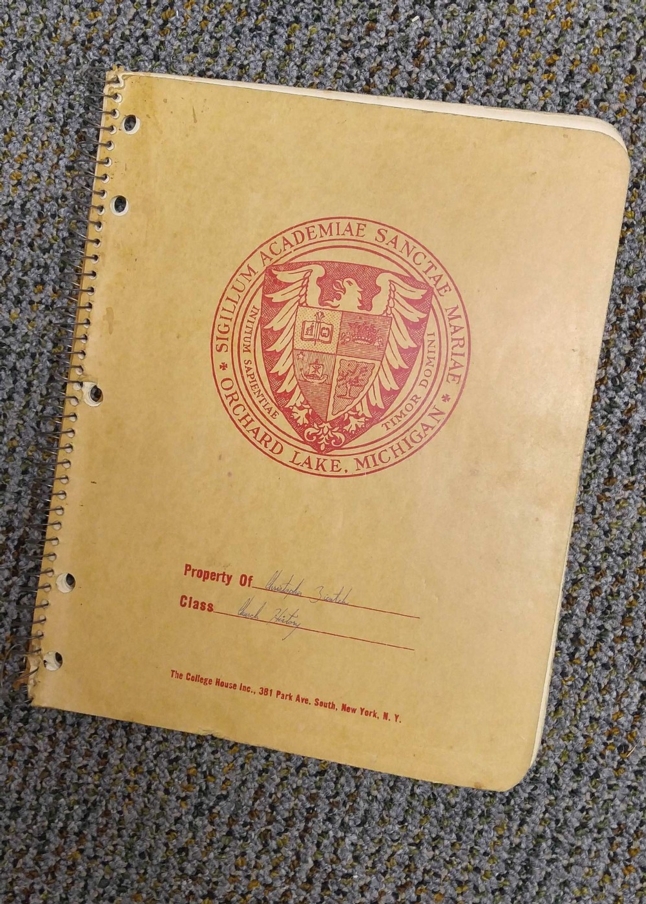 SIGILLUM ACADEMIAE SANCTAE MARIAE
ORCHARD LAKE, MICHIGAN
INITIUM SAPIENTIAE
TIMOR DOMINI
Property Of
Class Church History
The College House Inc., 381 Park Ave. South, New York, N. Y.